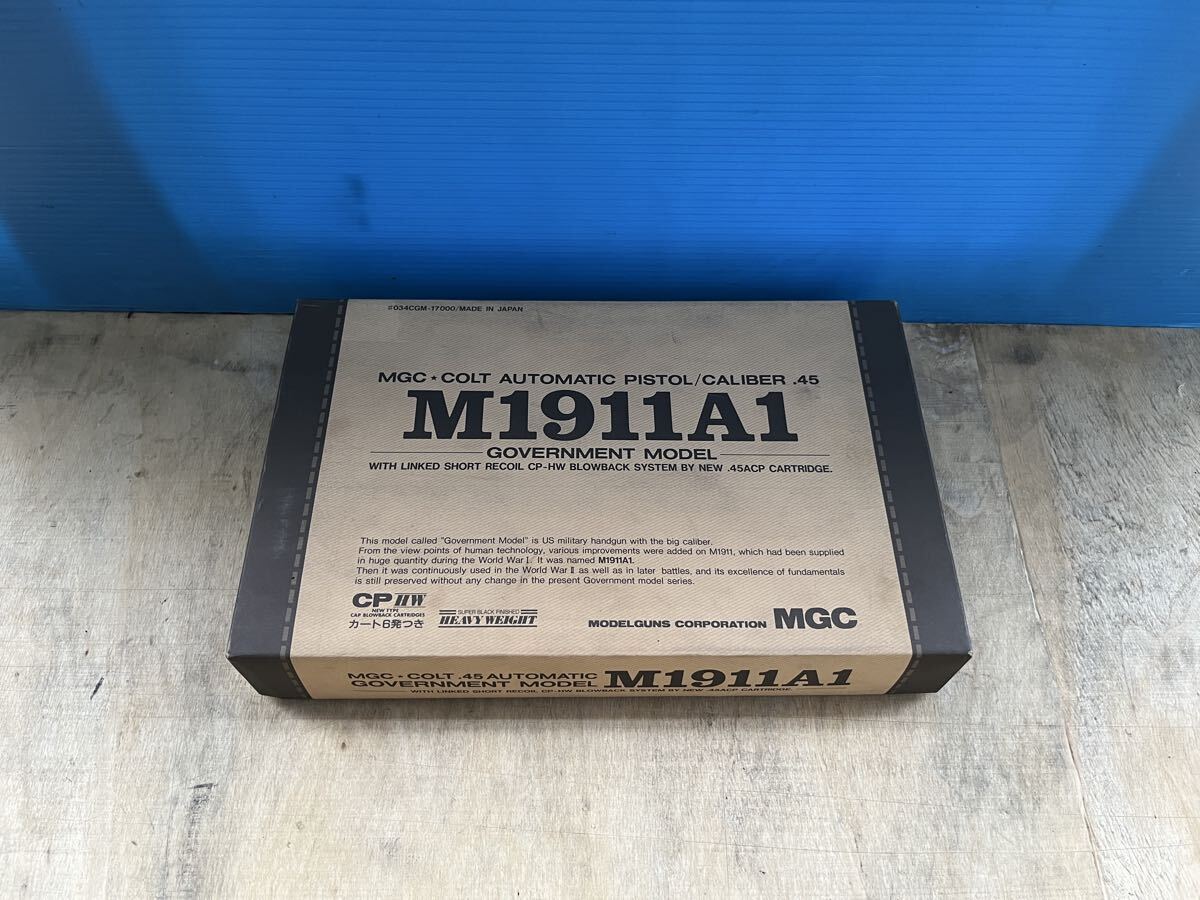 #034CGM-17000/MADE IN JAPAN
MGC★COLT AUTOMATIC PISTOL/CALIBER .45
M1911A1
GOVERNMENT MODEL
WITH LINKED SHORT RECOIL CP-HW BLOWBACK SYSTEM BY NEW .45ACP CARTRIDGE.
This model called "Government Model" is US military handgun with the big caliber.
From the view points of human technology, various improvements were added on M1911, which had been supplied
in huge quantity during the World War Ⅰ. It was named M1911A1.
Then it was continuously used in the World War Ⅱ as well as in later battles, and its excellence of fundamentals
is still preserved without any change in the present Government model series.
CP HW
NEW TYPE
CAP BLOWBACK CARTRIDGES
カート6発つき
SUPER BLACK FINISHED
HEAVY WEIGHT
MODELGUNS CORPORATION MGC
MGC★COLT .45 AUTOMATIC
GOVERNMENT MODEL M1911A1
WITH LINKED SHORT RECOIL CP-HW BLOWBACK SYSTEM BY NEW .45ACP CARTRIDGE.